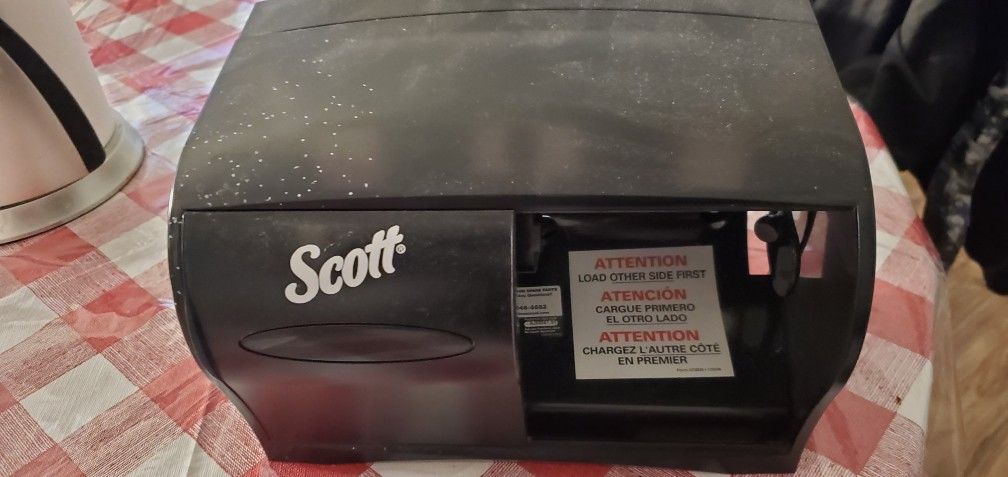 Scott®
ATTENTION
LOAD OTHER SIDE FIRST
ATENCIÓN
CARGUE PRIMERO
EL OTRO LADO
ATTENTION
CHARGEZ L'AUTRE CÔTÉ
EN PREMIER